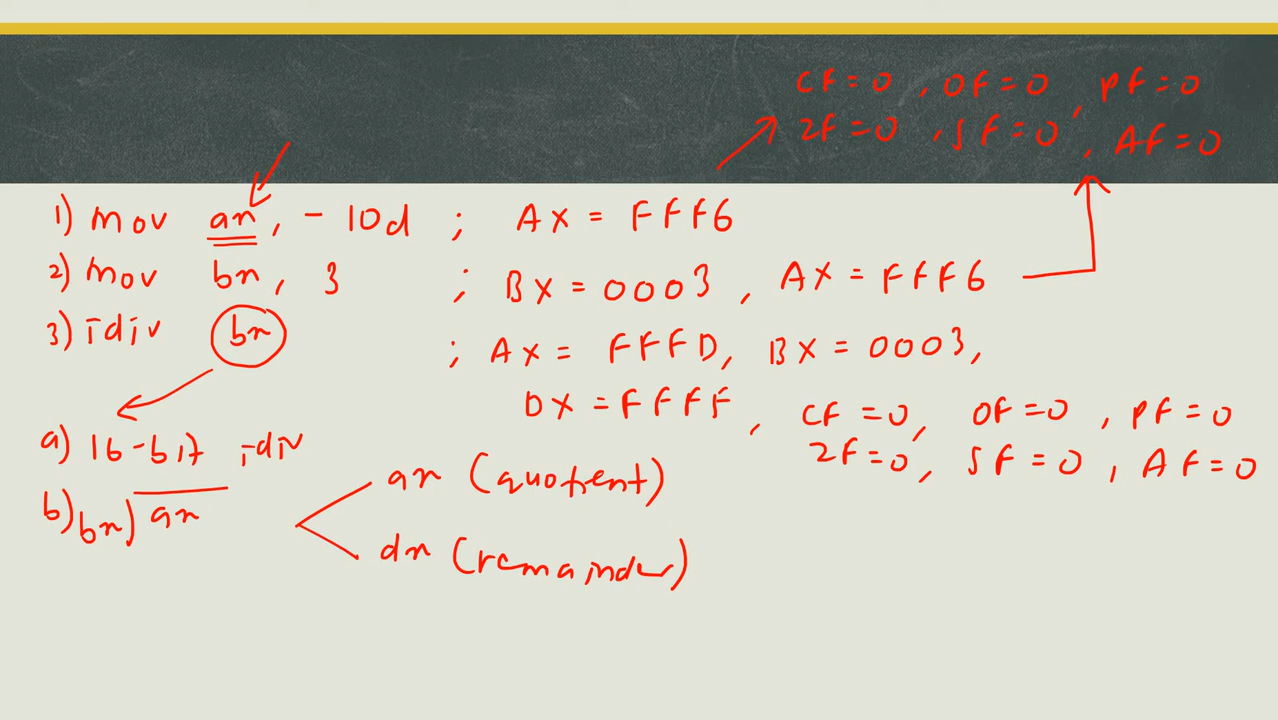 CF=0, OF=0, PF=0
ZF=0, SF=0, AF=0
1) mov ax, -10d ; AX = FFF6
2) mov bx, 3 ; BX = 0003, AX = FFF6
3) idiv bx
; AX = FFFD, BX = 0003,
DX = FFFF, CF=0, OF=0, PF=0
ZF=0, SF=0, AF=0
a) 16-bit idiv
ax (quotient)
b) bx) ax
dx (remainder)